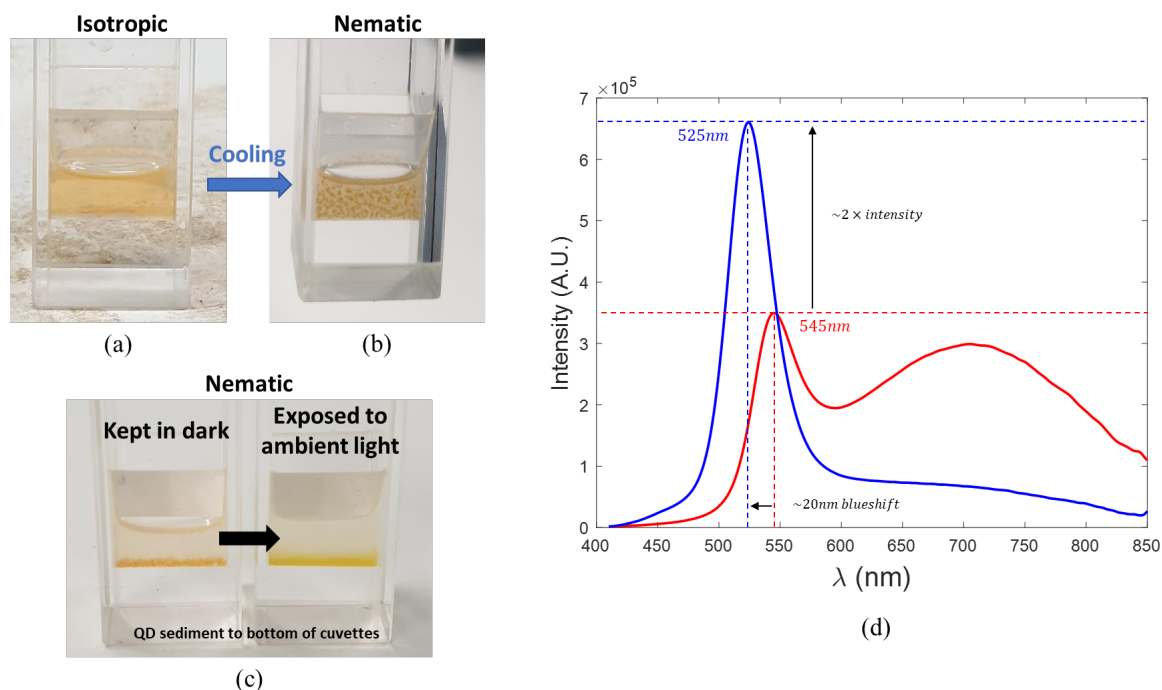 Isotropic
Nematic
Cooling
(a)
(b)
Nematic
Kept in dark
Exposed to
ambient light
QD sediment to bottom of cuvettes
(c)
×10⁵
7
6
5
4
3
2
1
0
Intensity (A.U.)
525nm
~2 × intensity
545nm
~20nm blueshift
400 450 500 550 600 650 700 750 800 850
λ (nm)
(d)